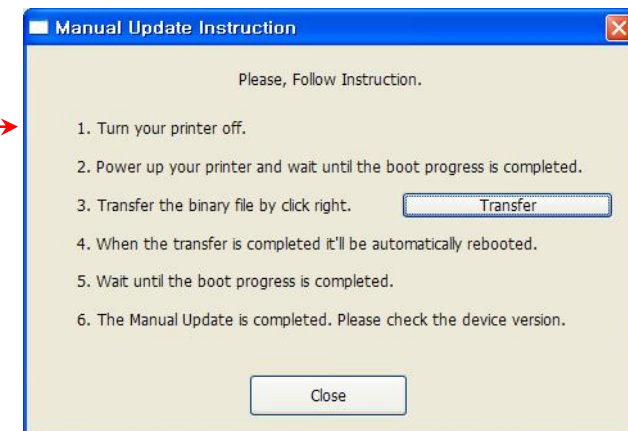 Manual Update Instruction
Please, Follow Instruction.
1. Turn your printer off.
2. Power up your printer and wait until the boot progress is completed.
3. Transfer the binary file by click right. Transfer
4. When the transfer is completed it'll be automatically rebooted.
5. Wait until the boot progress is completed.
6. The Manual Update is completed. Please check the device version.
Close